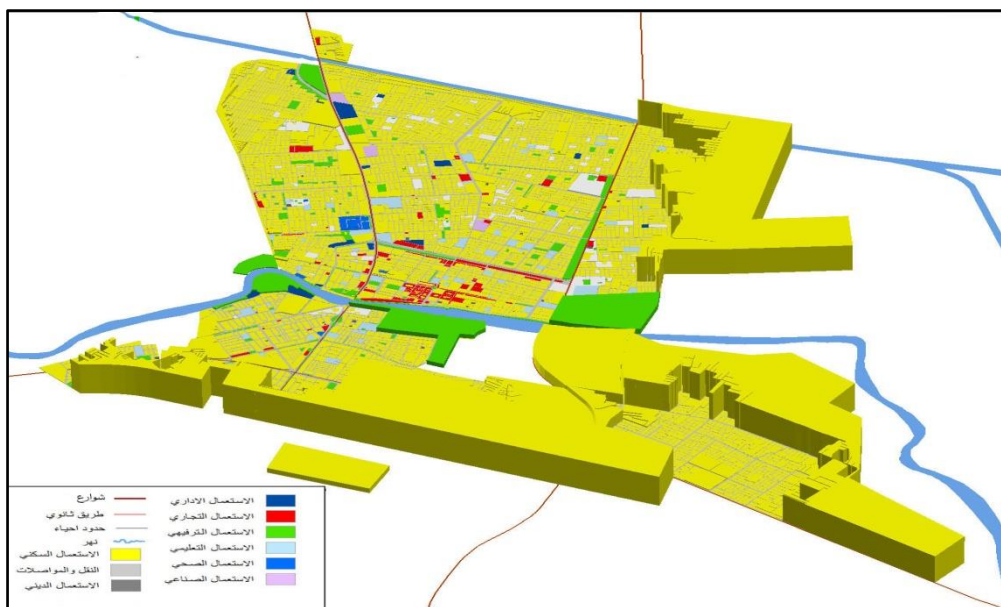 شوارع
طريق ثانوي
حدود احياء
نهر
الاستعمال السكني
النقل والمواصلات
الاستعمال الديني
الاستعمال الاداري
الاستعمال التجاري
الاستعمال الترفيهي
الاستعمال التعليمي
الاستعمال الصحي
الاستعمال الصناعي